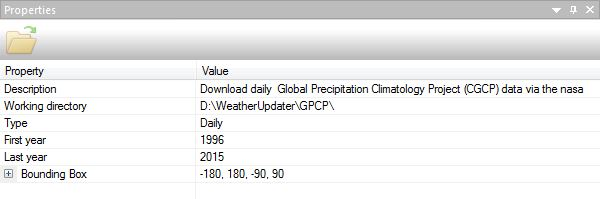 Properties
Property Value
Description Download daily  Global Precipitation Climatology Project (CGCP) data via the nasa
Working directory D:\WeatherUpdater\GPCP\
Type Daily
First year 1996
Last year 2015
Bounding Box -180, 180, -90, 90